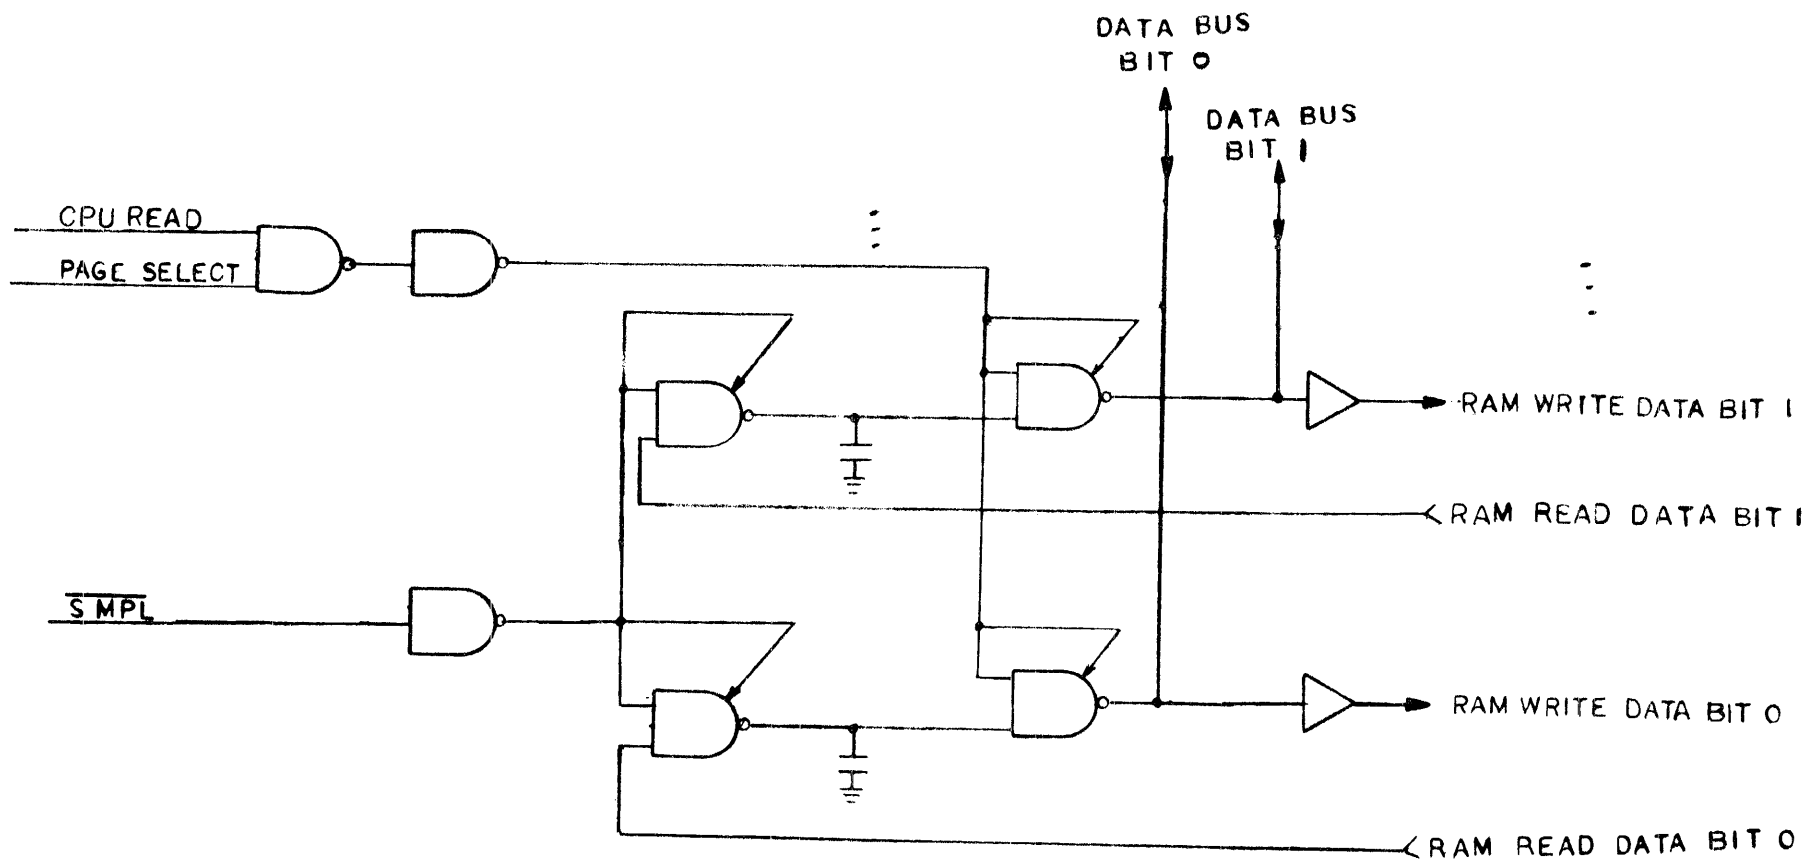 DATA BUS
BIT 0
DATA BUS
BIT 1
CPU READ
PAGE SELECT
RAM WRITE DATA BIT 1
RAM READ DATA BIT 1
SMPL
RAM WRITE DATA BIT 0
RAM READ DATA BIT 0